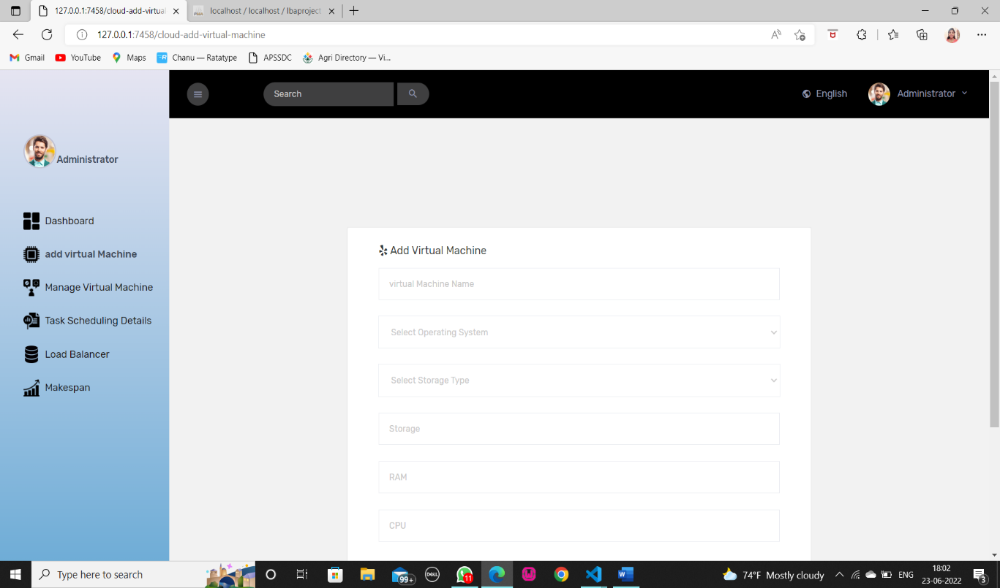 127.0.0.1:7458/cloud-add-virtual
localhost / localhost / lbaproject
127.0.0.1:7458/cloud-add-virtual-machine
Gmail
YouTube
Maps
Chanu — Ratatype
APSSDC
Agri Directory — Vi...
Search
English
Administrator
Administrator
Dashboard
add virtual Machine
Manage Virtual Machine
Task Scheduling Details
Load Balancer
Makespan
Add Virtual Machine
virtual Machine Name
Select Operating System
Select Storage Type
Storage
RAM
CPU
Type here to search
99+
DELL
11
74°F Mostly cloudy
ENG
18:02
23-06-2022
3